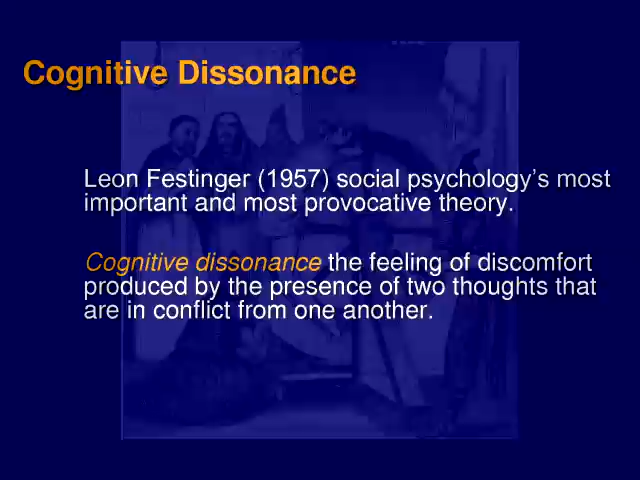 Cognitive Dissonance
Leon Festinger (1957) social psychology's most
important and most provocative theory.
Cognitive dissonance the feeling of discomfort
produced by the presence of two thoughts that
are in conflict from one another.